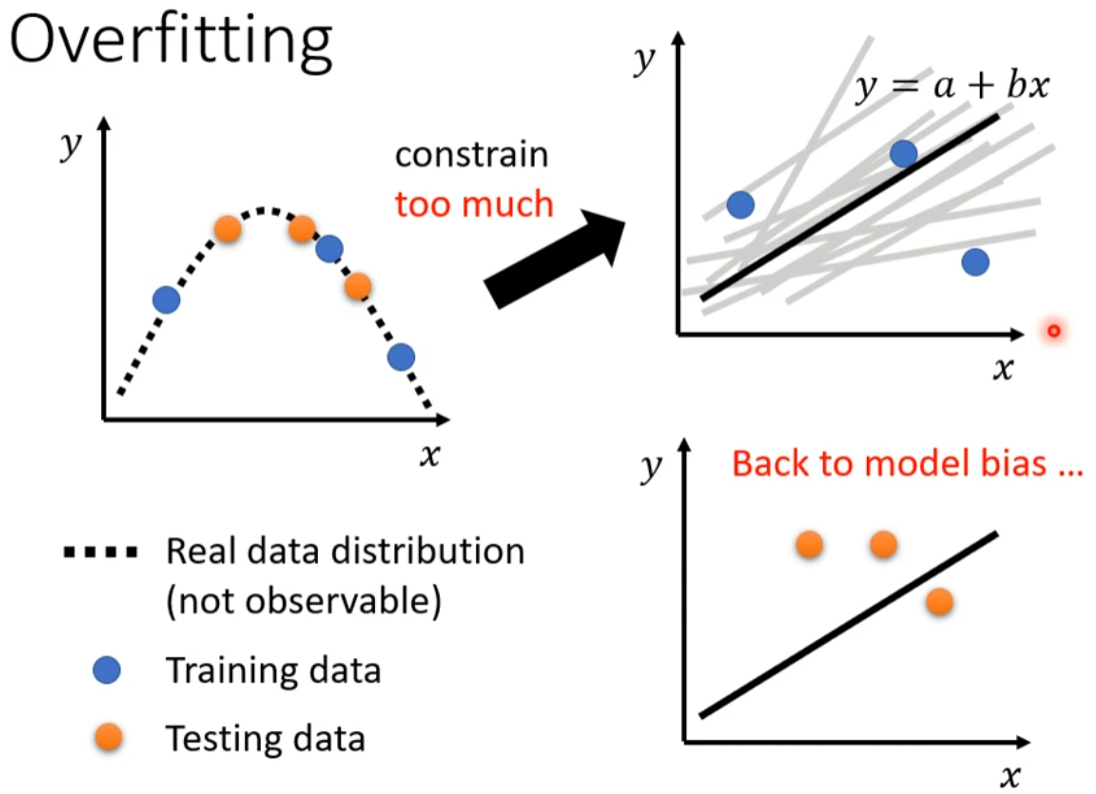 Overfitting
y
x
constrain
too much
y
y = a + bx
x
Back to model bias ...
y
x
Real data distribution
(not observable)
Training data
Testing data